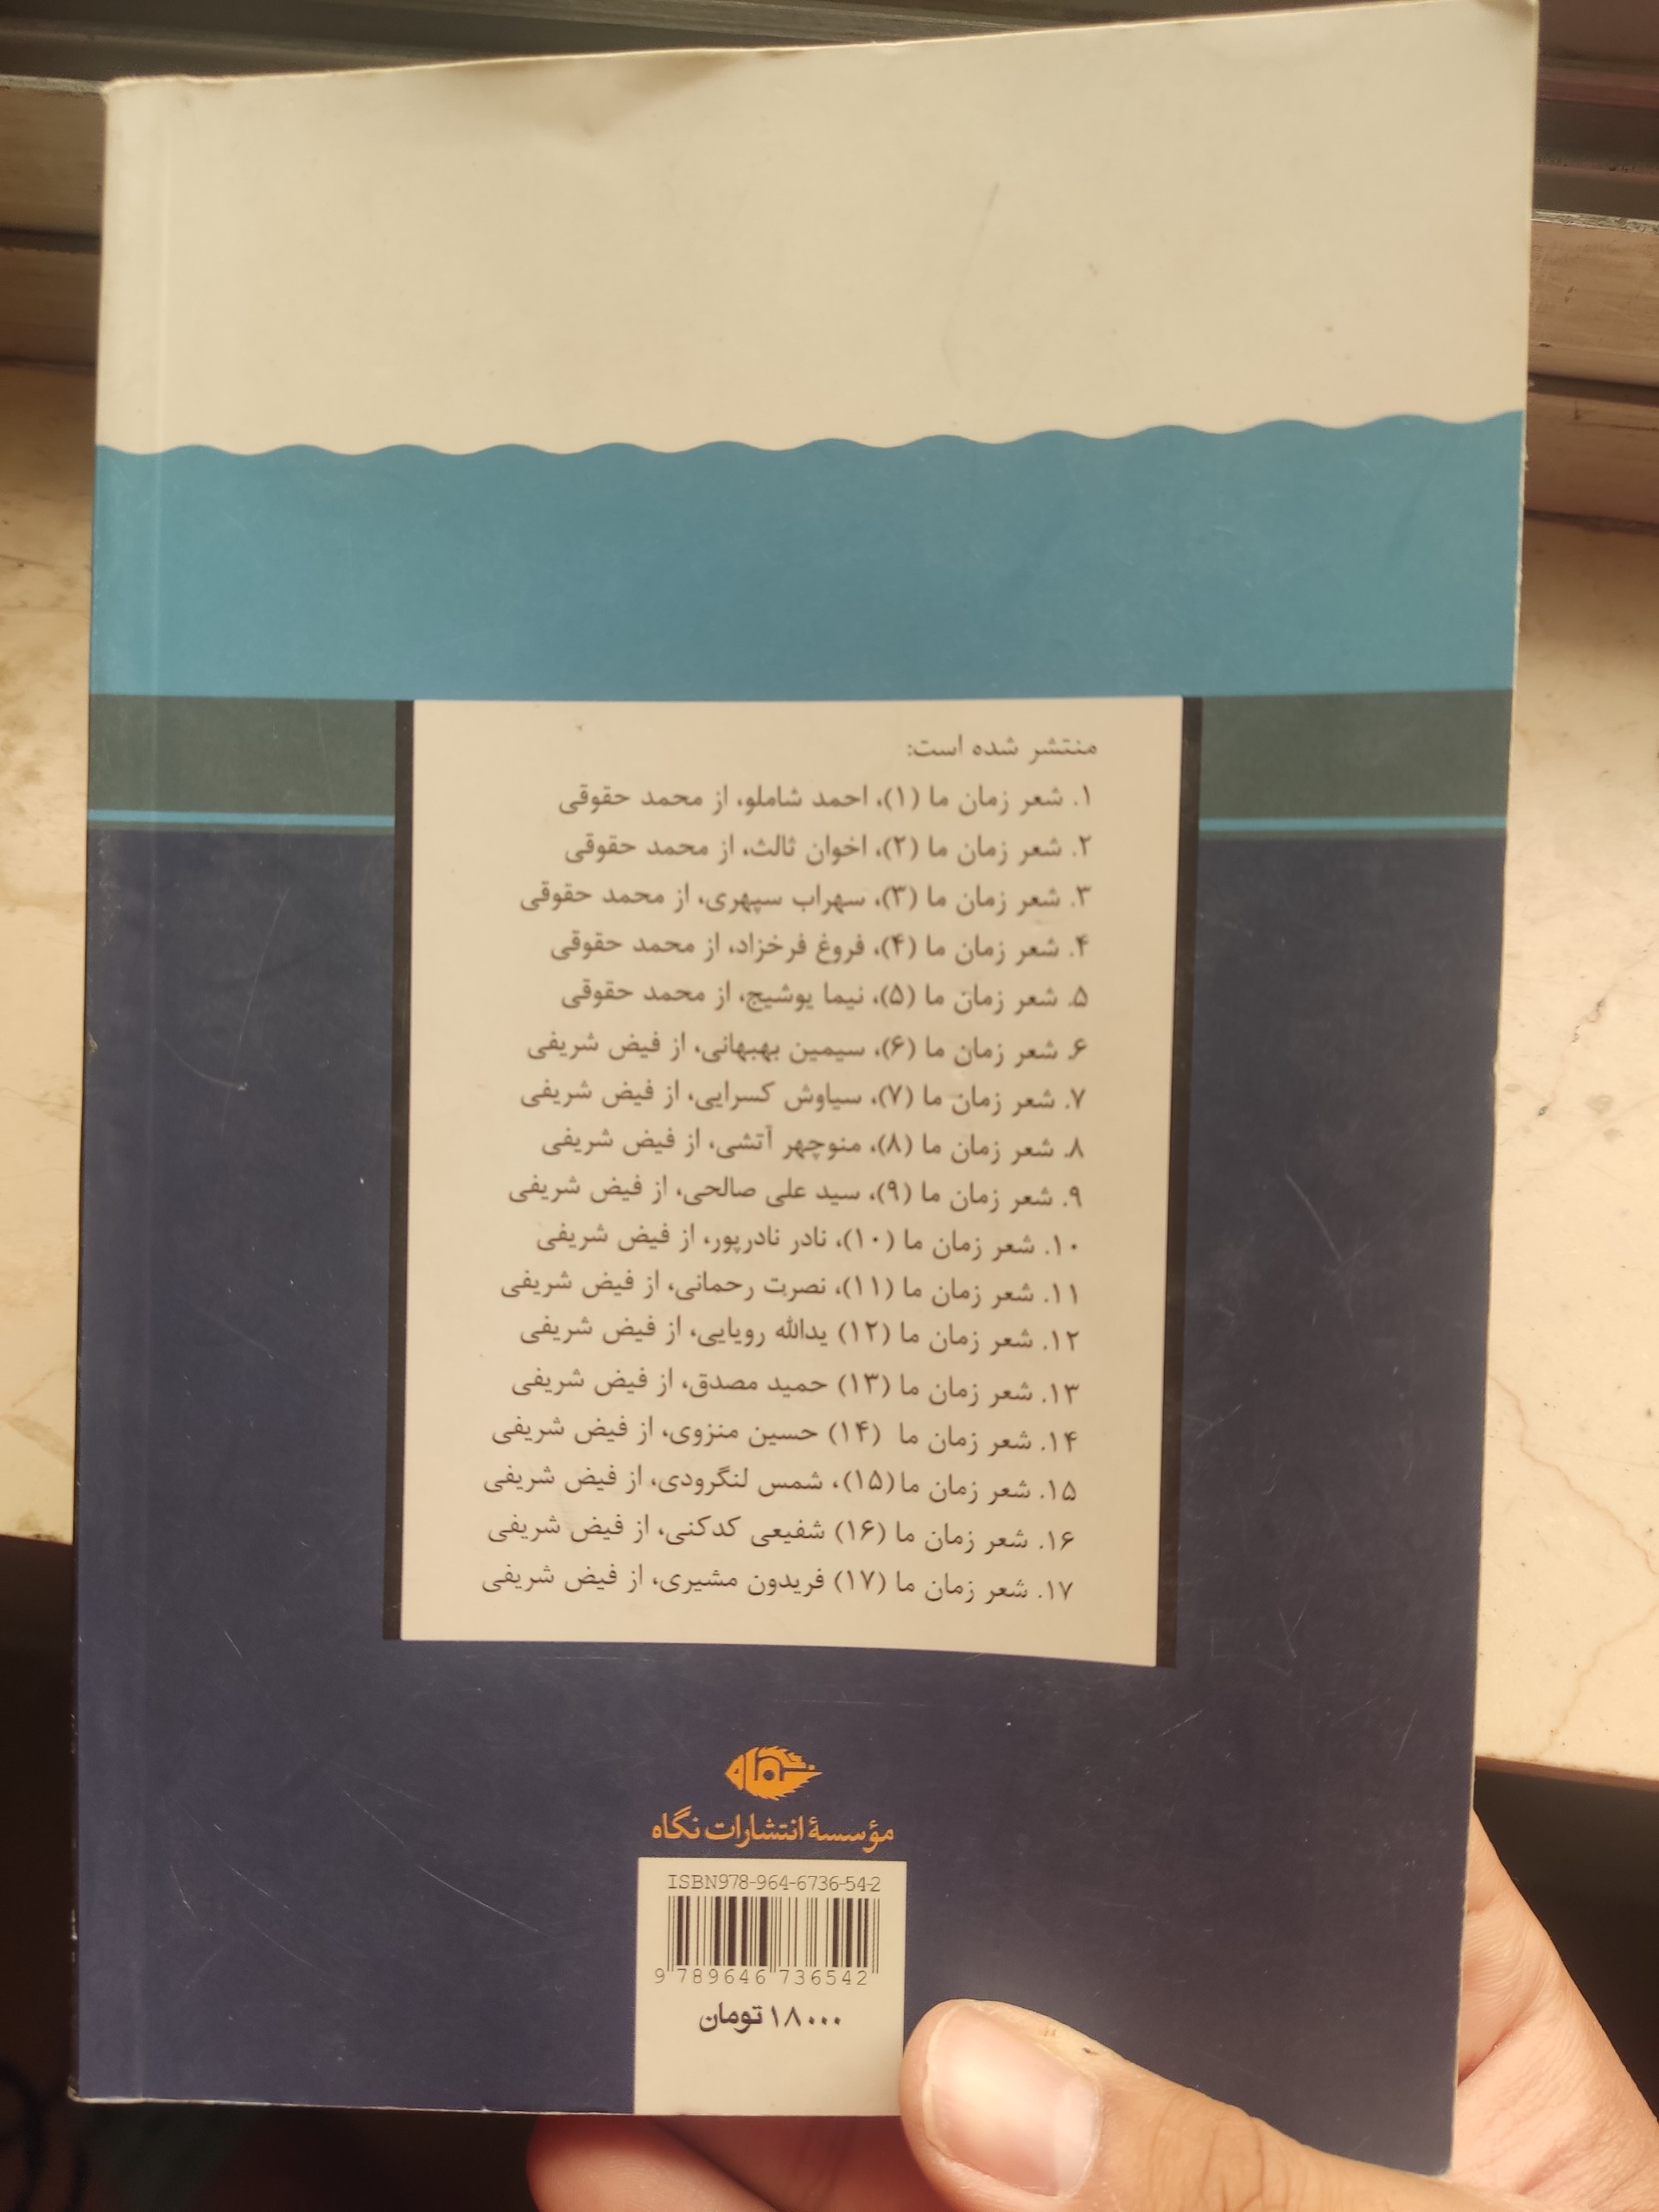 منتشر شده است:
۱. شعر زمان ما (۱)، احمد شاملو، از محمد حقوقی
۲. شعر زمان ما (۲)، اخوان ثالث، از محمد حقوقی
۳. شعر زمان ما (۳)، سهراب سپهری، از محمد حقوقی
۴. شعر زمان ما (۴)، فروغ فرخزاد، از محمد حقوقی
۵. شعر زمان ما (۵)، نیما یوشیج، از محمد حقوقی
۶. شعر زمان ما (۶)، سیمین بهبهانی، از فیض شریفی
۷. شعر زمان ما (۷)، سیاوش کسرایی، از فیض شریفی
۸. شعر زمان ما (۸)، منوچهر آتشی، از فیض شریفی
۹. شعر زمان ما (۹)، سید علی صالحی، از فیض شریفی
۱۰. شعر زمان ما (۱۰)، نادر نادرپور، از فیض شریفی
۱۱. شعر زمان ما (۱۱)، نصرت رحمانی، از فیض شریفی
۱۲. شعر زمان ما (۱۲) یدالله رویایی، از فیض شریفی
۱۳. شعر زمان ما (۱۳) حمید مصدق، از فیض شریفی
۱۴. شعر زمان ما (۱۴) حسین منزوی، از فیض شریفی
۱۵. شعر زمان ما (۱۵)، شمس لنگرودی، از فیض شریفی
۱۶. شعر زمان ما (۱۶) شفیعی کدکنی، از فیض شریفی
۱۷. شعر زمان ما (۱۷) فریدون مشیری، از فیض شریفی
نگاه
مؤسسهٔ انتشارات نگاه
ISBN978-964-6736-54-2
9 789646 736542
۱۸۰۰۰ تومان